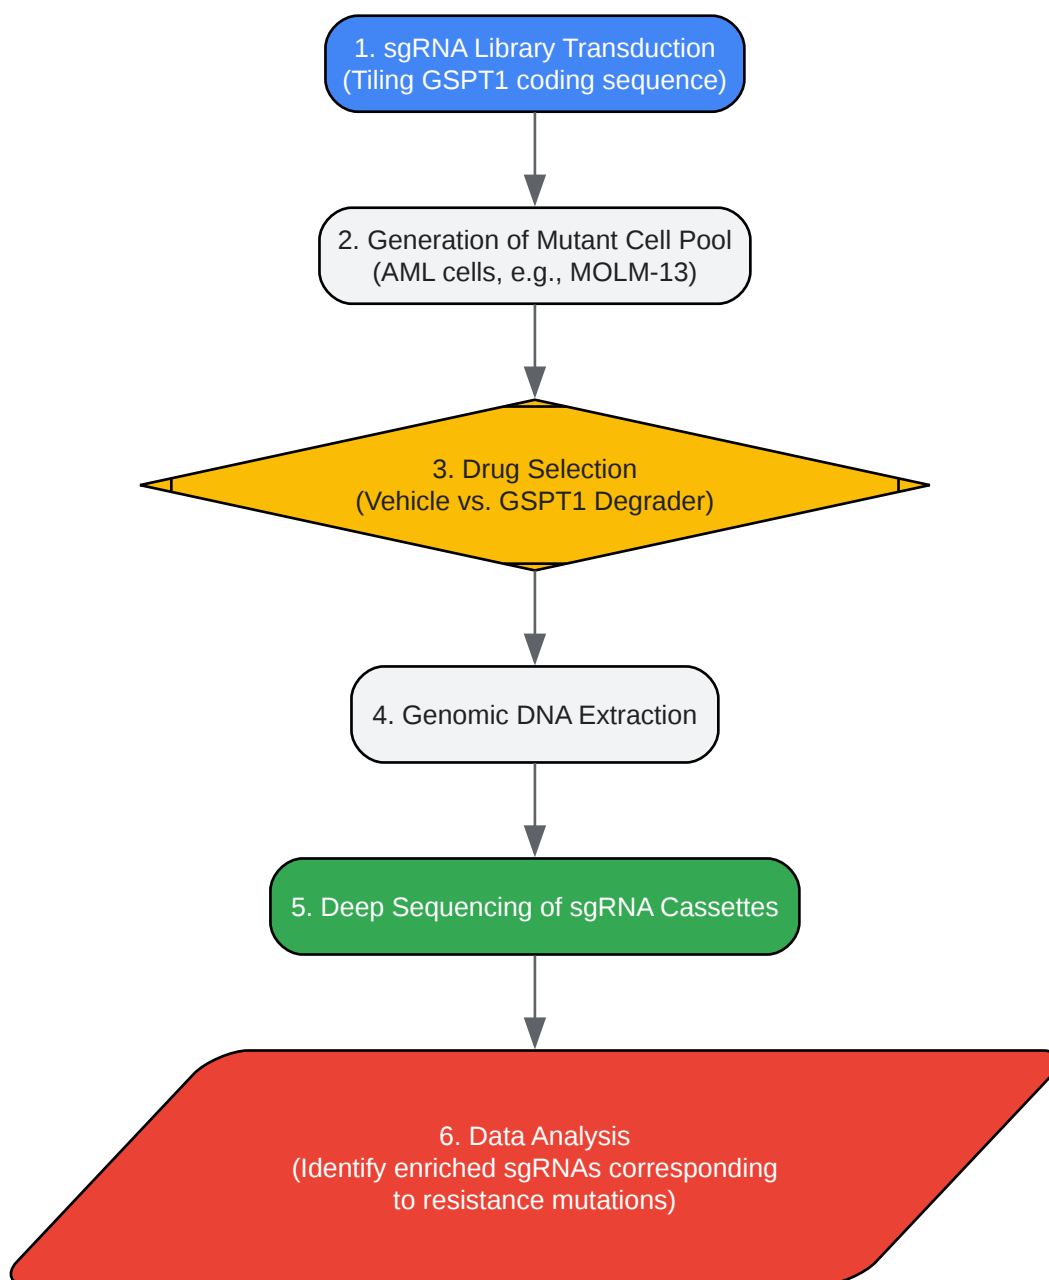 1. sgRNA Library Transduction
(Tiling GSPT1 coding sequence)
2. Generation of Mutant Cell Pool
(AML cells, e.g., MOLM-13)
3. Drug Selection
(Vehicle vs. GSPT1 Degrader)
4. Genomic DNA Extraction
5. Deep Sequencing of sgRNA Cassettes
6. Data Analysis
(Identify enriched sgRNAs corresponding
to resistance mutations)